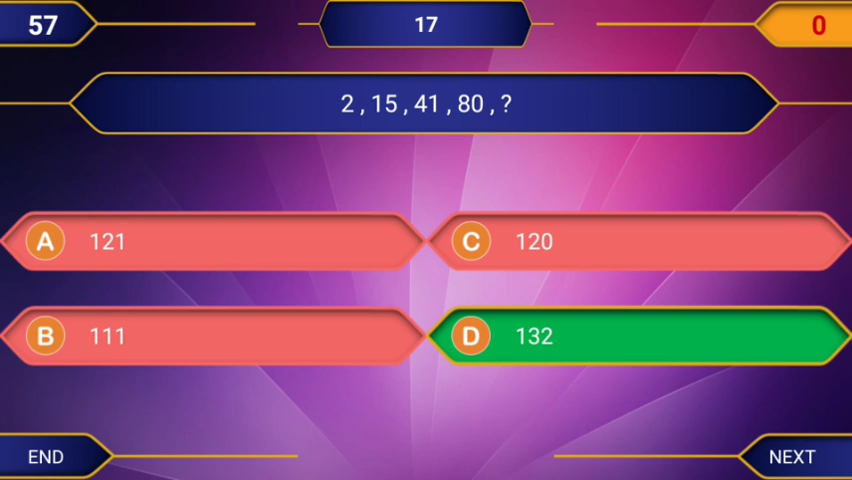 57
17
0
2 , 15 , 41 , 80 , ?
A 121
C 120
B 111
D 132
END
NEXT